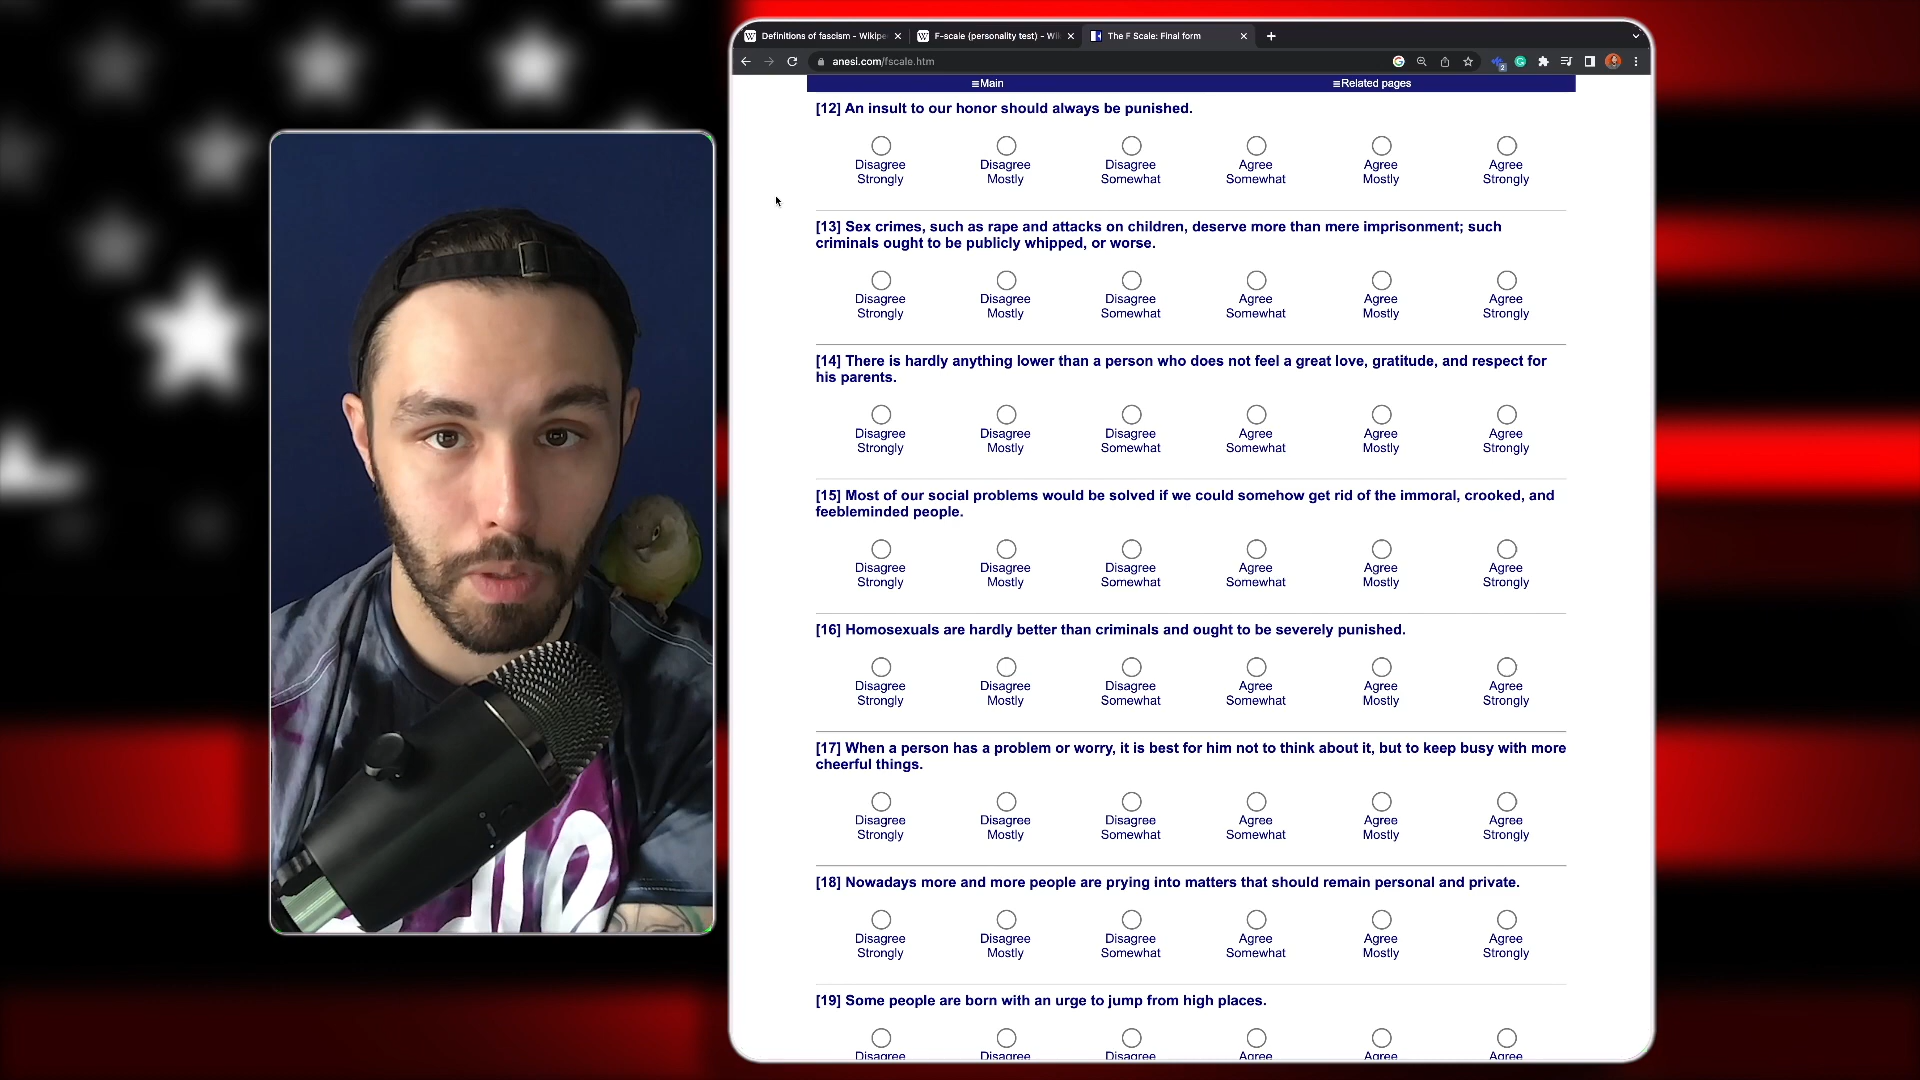 Definitions of fascism - Wikipe
F-scale (personality test) - Wi
The F Scale: Final form
anesi.com/fscale.htm
2
≡Main
≡Related pages
[12] An insult to our honor should always be punished.
Disagree Disagree Disagree Agree Agree Agree
Strongly Mostly Somewhat Somewhat Mostly Strongly
[13] Sex crimes, such as rape and attacks on children, deserve more than mere imprisonment; such
criminals ought to be publicly whipped, or worse.
Disagree Disagree Disagree Agree Agree Agree
Strongly Mostly Somewhat Somewhat Mostly Strongly
[14] There is hardly anything lower than a person who does not feel a great love, gratitude, and respect for
his parents.
Disagree Disagree Disagree Agree Agree Agree
Strongly Mostly Somewhat Somewhat Mostly Strongly
[15] Most of our social problems would be solved if we could somehow get rid of the immoral, crooked, and
feebleminded people.
Disagree Disagree Disagree Agree Agree Agree
Strongly Mostly Somewhat Somewhat Mostly Strongly
[16] Homosexuals are hardly better than criminals and ought to be severely punished.
Disagree Disagree Disagree Agree Agree Agree
Strongly Mostly Somewhat Somewhat Mostly Strongly
[17] When a person has a problem or worry, it is best for him not to think about it, but to keep busy with more
cheerful things.
Disagree Disagree Disagree Agree Agree Agree
Strongly Mostly Somewhat Somewhat Mostly Strongly
[18] Nowadays more and more people are prying into matters that should remain personal and private.
Disagree Disagree Disagree Agree Agree Agree
Strongly Mostly Somewhat Somewhat Mostly Strongly
[19] Some people are born with an urge to jump from high places.
Disagree Disagree Disagree Agree Agree Agree